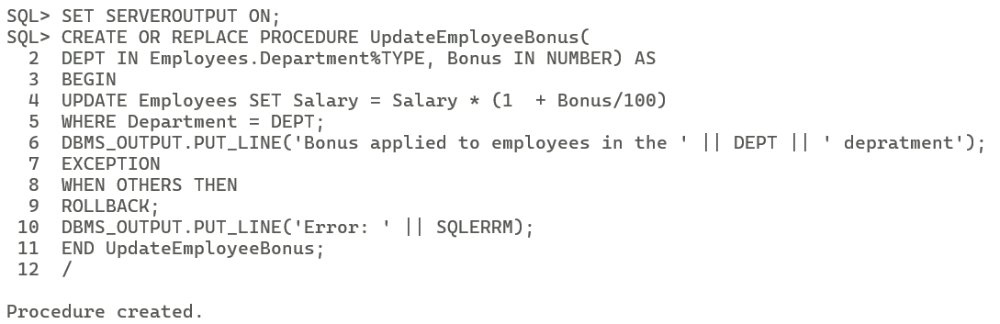 SQL> SET SERVEROUTPUT ON;
SQL> CREATE OR REPLACE PROCEDURE UpdateEmployeeBonus(
  2  DEPT IN Employees.Department%TYPE, Bonus IN NUMBER) AS
  3  BEGIN
  4  UPDATE Employees SET Salary = Salary * (1  + Bonus/100)
  5  WHERE Department = DEPT;
  6  DBMS_OUTPUT.PUT_LINE('Bonus applied to employees in the ' || DEPT || ' depratment');
  7  EXCEPTION
  8  WHEN OTHERS THEN
  9  ROLLBACK;
 10  DBMS_OUTPUT.PUT_LINE('Error: ' || SQLERRM);
 11  END UpdateEmployeeBonus;
 12  /

Procedure created.